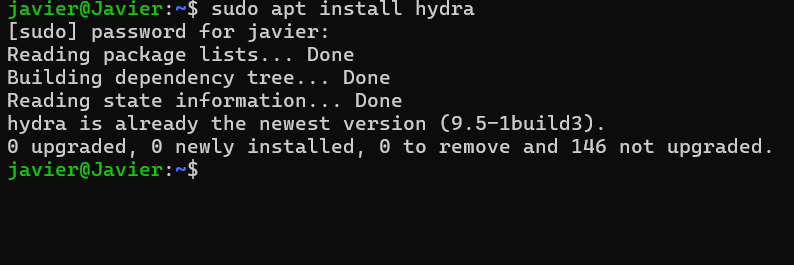 javier@Javier:~$ sudo apt install hydra
[sudo] password for javier:
Reading package lists... Done
Building dependency tree... Done
Reading state information... Done
hydra is already the newest version (9.5-1build3).
0 upgraded, 0 newly installed, 0 to remove and 146 not upgraded.
javier@Javier:~$